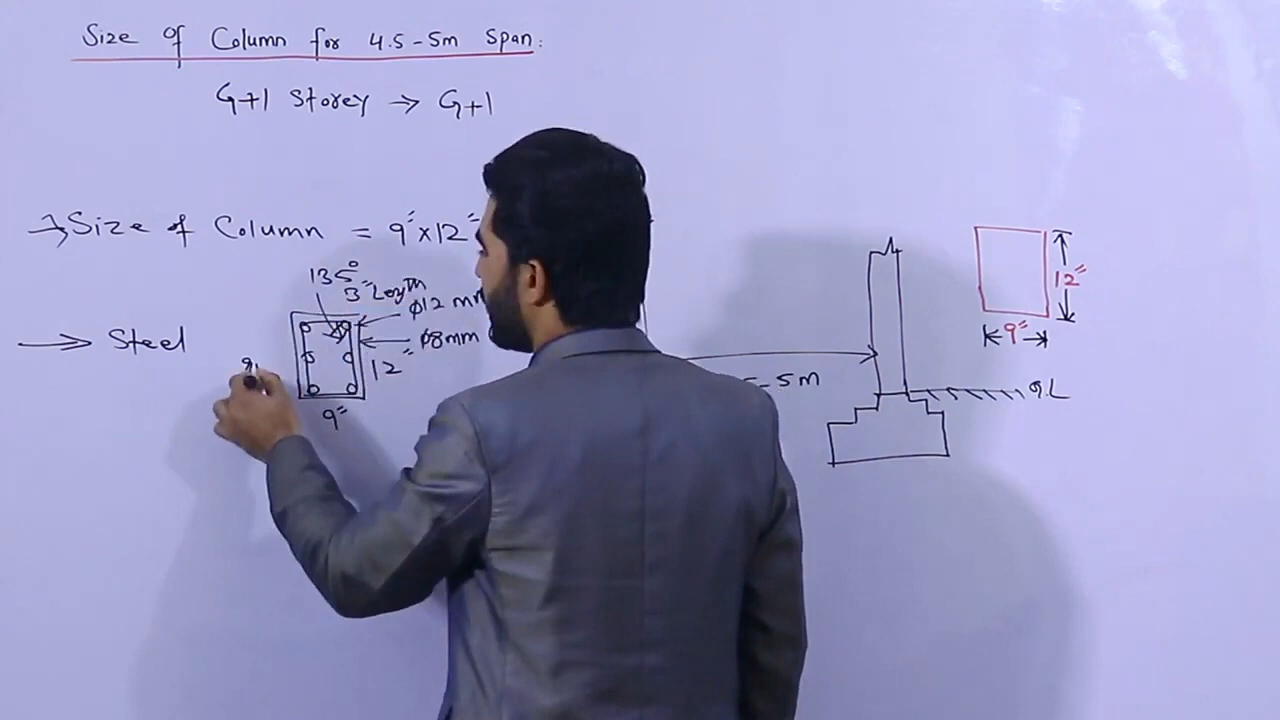 Size of Column for 4.5-5m Span:
G+1 Storey → G+1
→ Size of Column = 9"x12"
135°
3" Length
φ12 mm
→ Steel
φ8mm
12"
9"
5m
12"
9"
G.L